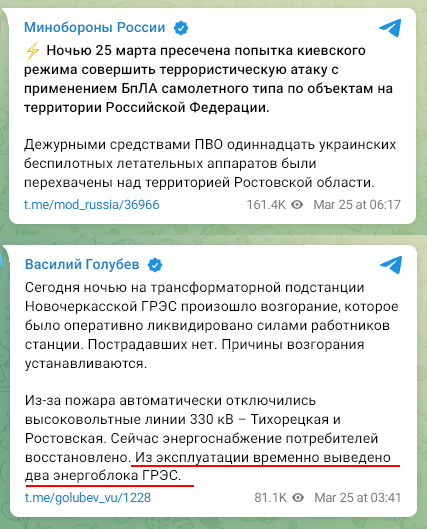 Минобороны России
⚡ Ночью 25 марта пресечена попытка киевского
режима совершить террористическую атаку с
применением БпЛА самолетного типа по объектам на
территории Российской Федерации.
Дежурными средствами ПВО одиннадцать украинских
беспилотных летательных аппаратов были
перехвачены над территорией Ростовской области.
t.me/mod_russia/36966 161.4K Mar 25 at 06:17
Василий Голубев
Сегодня ночью на трансформаторной подстанции
Новочеркасской ГРЭС произошло возгорание, которое
было оперативно ликвидировано силами работников
станции. Пострадавших нет. Причины возгорания
устанавливаются.
Из-за пожара автоматически отключились
высоковольтные линии 330 кВ – Тихорецкая и
Ростовская. Сейчас энергоснабжение потребителей
восстановлено. Из эксплуатации временно выведено
два энергоблока ГРЭС.
t.me/golubev_vu/1228 81.1K Mar 25 at 03:41